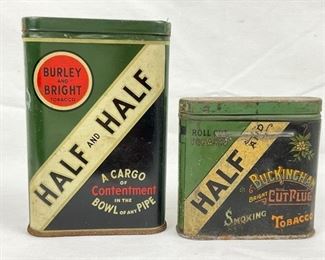 BURLEY
AND
BRIGHT
TOBACCO
HALF AND HALF
A CARGO
OF
Contentment
IN THE
BOWL OF ANY PIPE
ROLL
HALF
BUCKINGHAM
BRIGHT
CUT PLUG
SMOKING TOBACCO